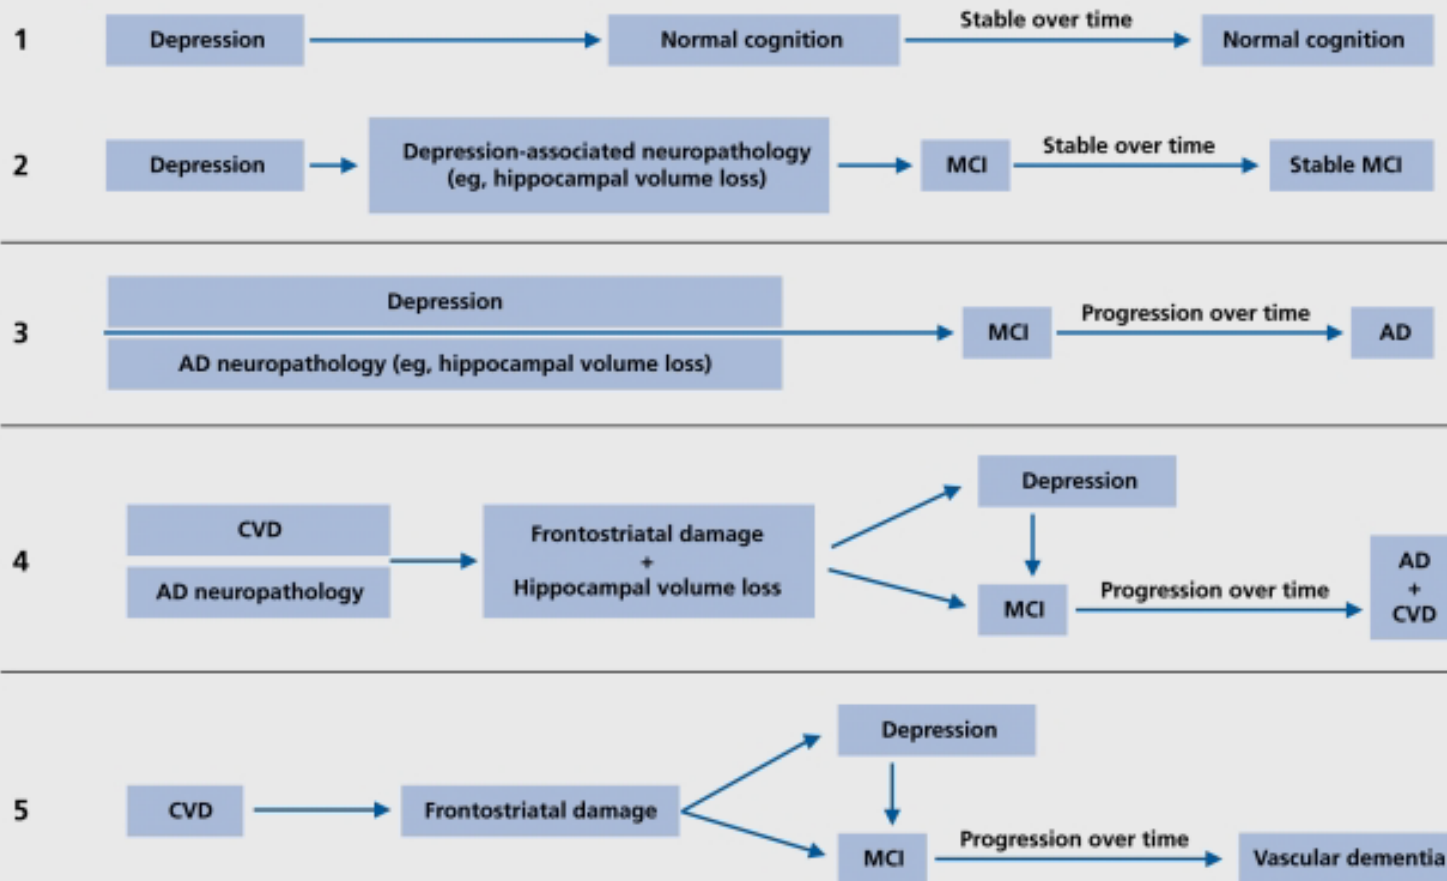 1
Depression
Normal cognition
Stable over time
Normal cognition
2
Depression
Depression-associated neuropathology
(eg, hippocampal volume loss)
MCI
Stable over time
Stable MCI
3
Depression
AD neuropathology (eg, hippocampal volume loss)
MCI
Progression over time
AD
4
CVD
AD neuropathology
Frontostriatal damage
+
Hippocampal volume loss
Depression
MCI
Progression over time
AD
+
CVD
5
CVD
Frontostriatal damage
Depression
MCI
Progression over time
Vascular dementia